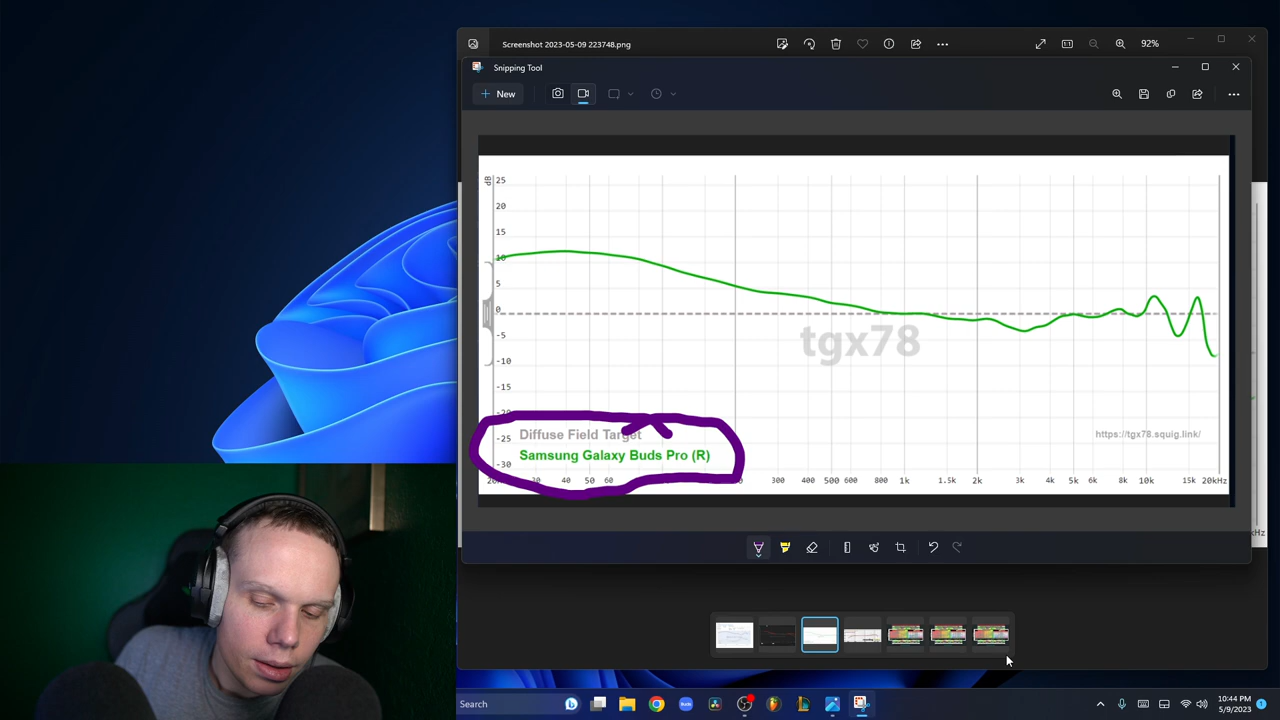 Screenshot 2023-05-09 223748.png
92%
Snipping Tool
New
dB
25
20
15
10
5
0
-5
-10
-15
-20
-25
-30
tgx78
Diffuse Field Target
Samsung Galaxy Buds Pro (R)
https://tgx78.squig.link/
30 40 50 60 300 400 500 600 800 1k 1.5k 2k 3k 4k 5k 6k 8k 10k 15k 20kHz
Search
10:44 PM
5/9/2023